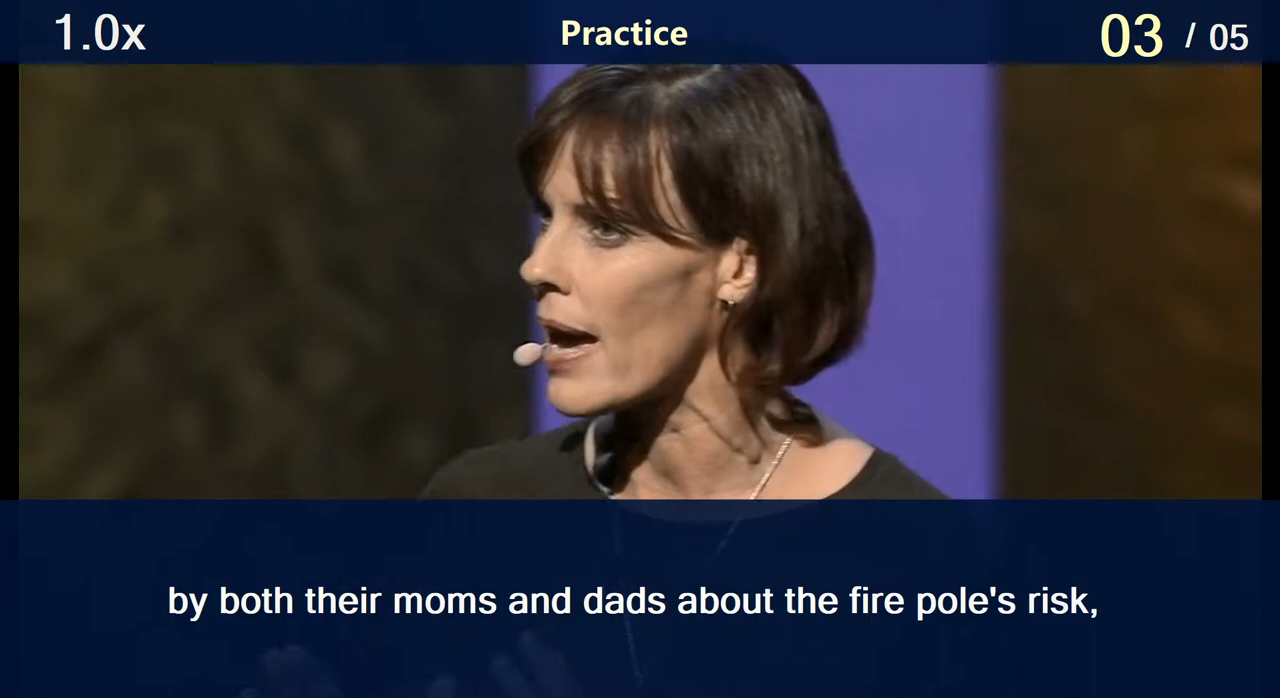 1.0x Practice 03 / 05
by both their moms and dads about the fire pole's risk,